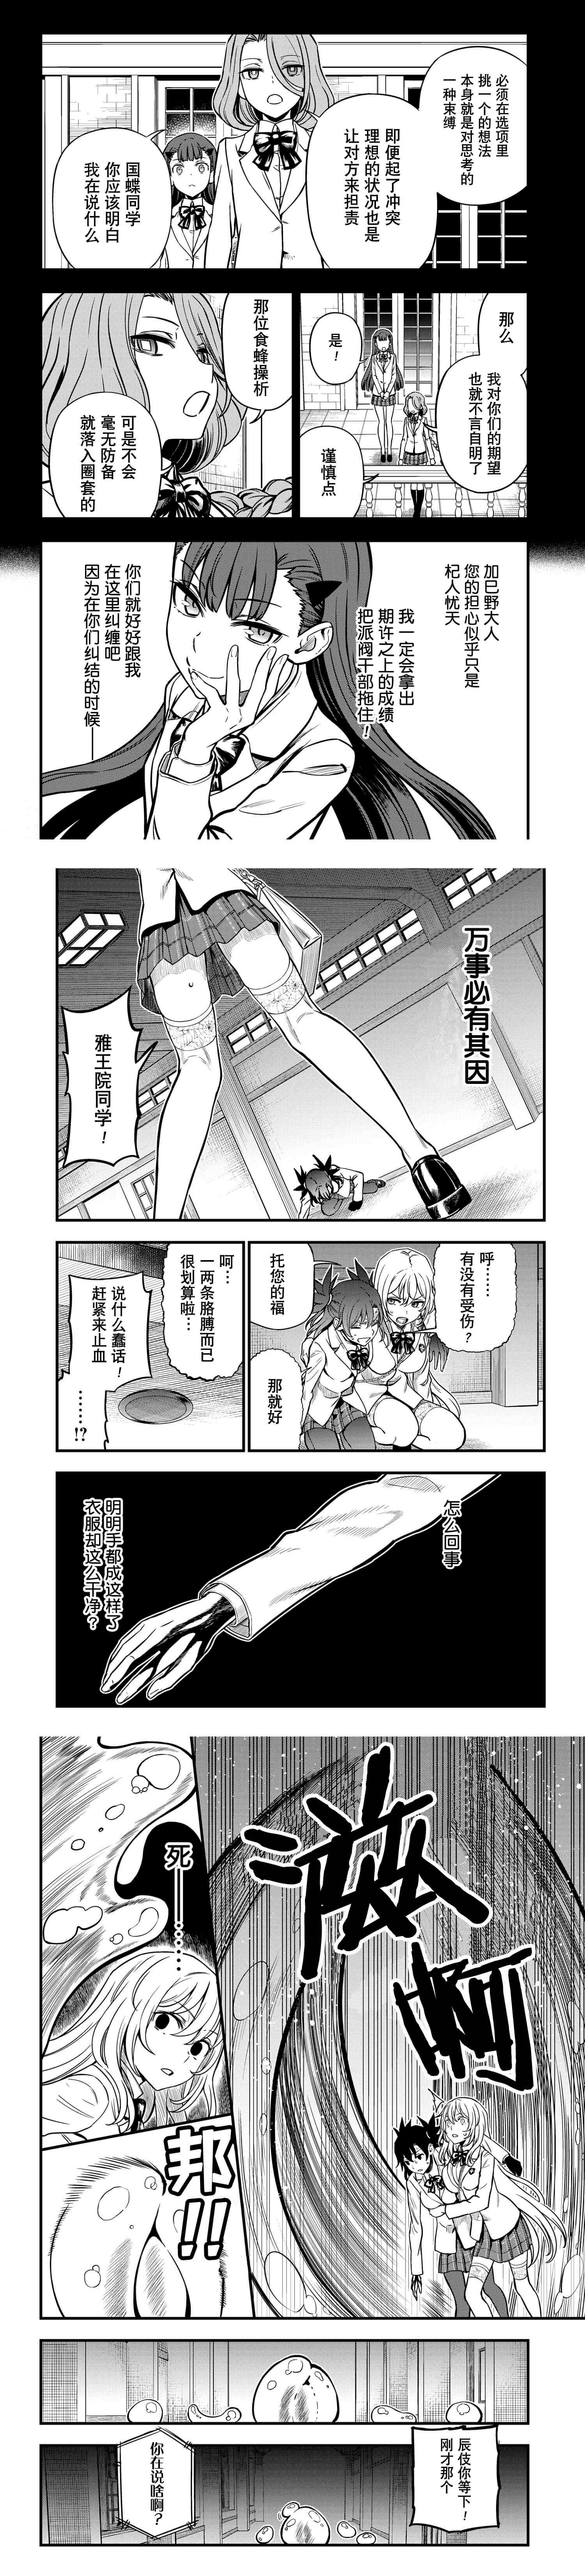 必须在选项里
挑一个的想法
本身就是对思考的
一种束缚
即便起了冲突
理想的状况也是
让对方来担责
国蝶同学
你应该明白
我在说什么
那么
我对你们的期望
也就不言自明了
是！
谨慎点
那位食蜂操祈
可是不会
毫无防备
就落入圈套的
加巳野大人
您的担心似乎只是
杞人忧天
我一定会拿出
期许之上的成绩
把派阀干部拖住！
你们就好好跟我
在这里纠缠吧
因为在你们纠结的时候——
万事必有其因
雅王院同学！
呼……
有没有受伤？
托您的福
那就好
呵…
一两条胳膊而已
很划算啦…
说什么蠢话！
赶紧来止血
……!?
怎么回事
明明手都成这样了
衣服却这么干净？
滋
啊
死——………
邦!!
辰伎你等下！
刚才那个
你在说啥啊？